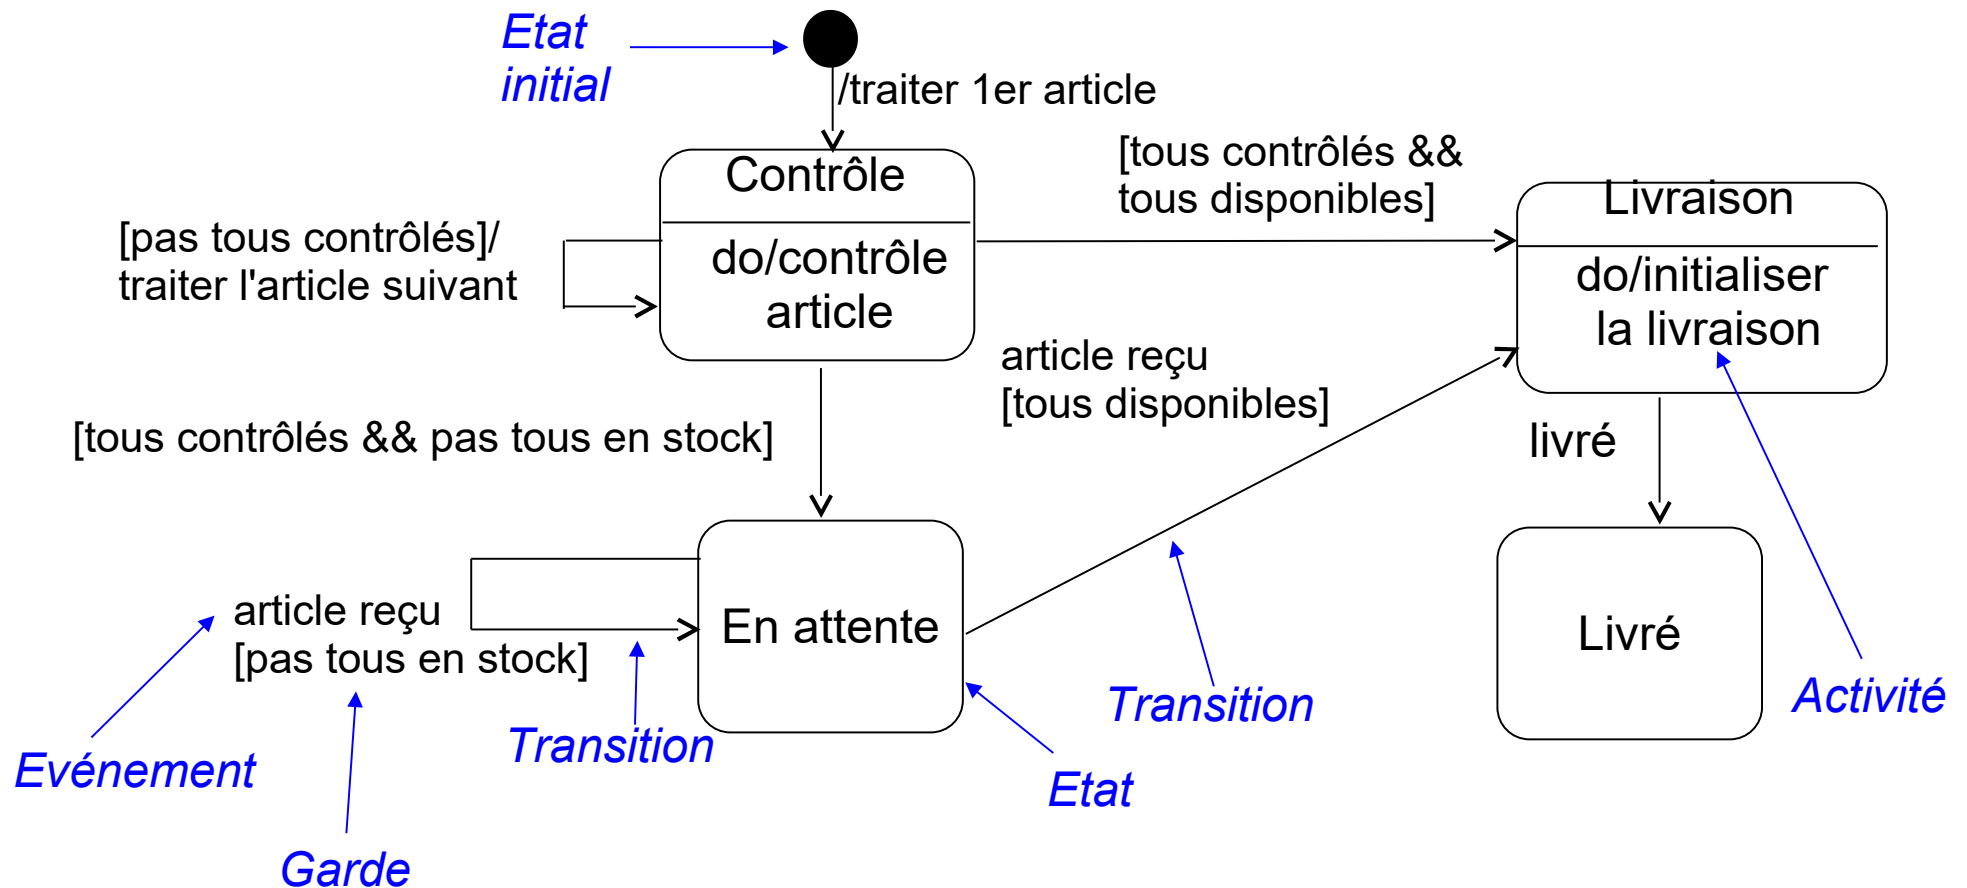 Etat
initial
/traiter 1er article
Contrôle
do/contrôle
article
[pas tous contrôlés]/
traiter l'article suivant
[tous contrôlés &&
tous disponibles]
Livraison
do/initialiser
la livraison
article reçu
[tous disponibles]
[tous contrôlés && pas tous en stock]
livré
En attente
article reçu
[pas tous en stock]
Livré
Transition
Activité
Evénement
Transition
Etat
Garde